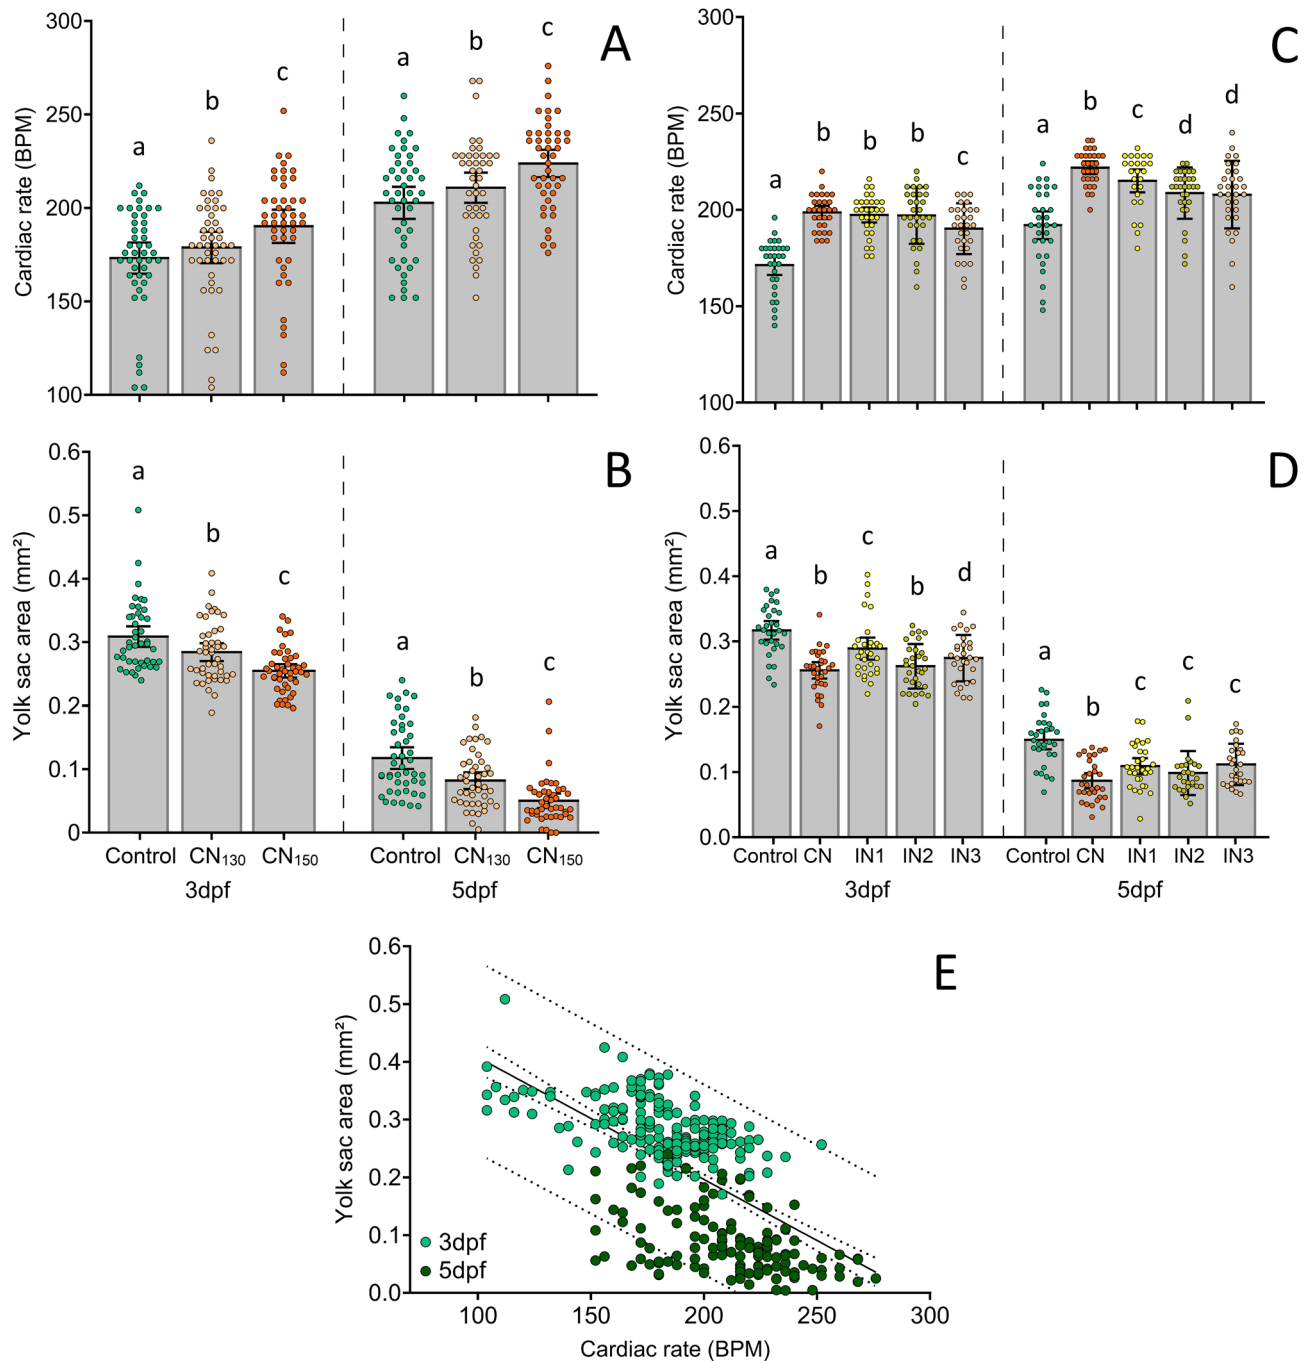 A
Cardiac rate (BPM)
300
250
200
150
100
a
b
c
a
b
c
C
Cardiac rate (BPM)
300
250
200
150
100
a
b
b
b
c
a
b
c
d
d
B
Yolk sac area (mm²)
0.6
0.5
0.4
0.3
0.2
0.1
0
a
b
c
a
b
c
Control CN₁₃₀ CN₁₅₀ Control CN₁₃₀ CN₁₅₀
3dpf 5dpf
D
Yolk sac area (mm²)
0.6
0.5
0.4
0.3
0.2
0.1
0.0
a
b
c
b
d
a
b
c
c
c
Control CN IN1 IN2 IN3 Control CN IN1 IN2 IN3
3dpf 5dpf
E
Yolk sac area (mm²)
0.6
0.5
0.4
0.3
0.2
0.1
0.0
3dpf
5dpf
100 150 200 250 300
Cardiac rate (BPM)